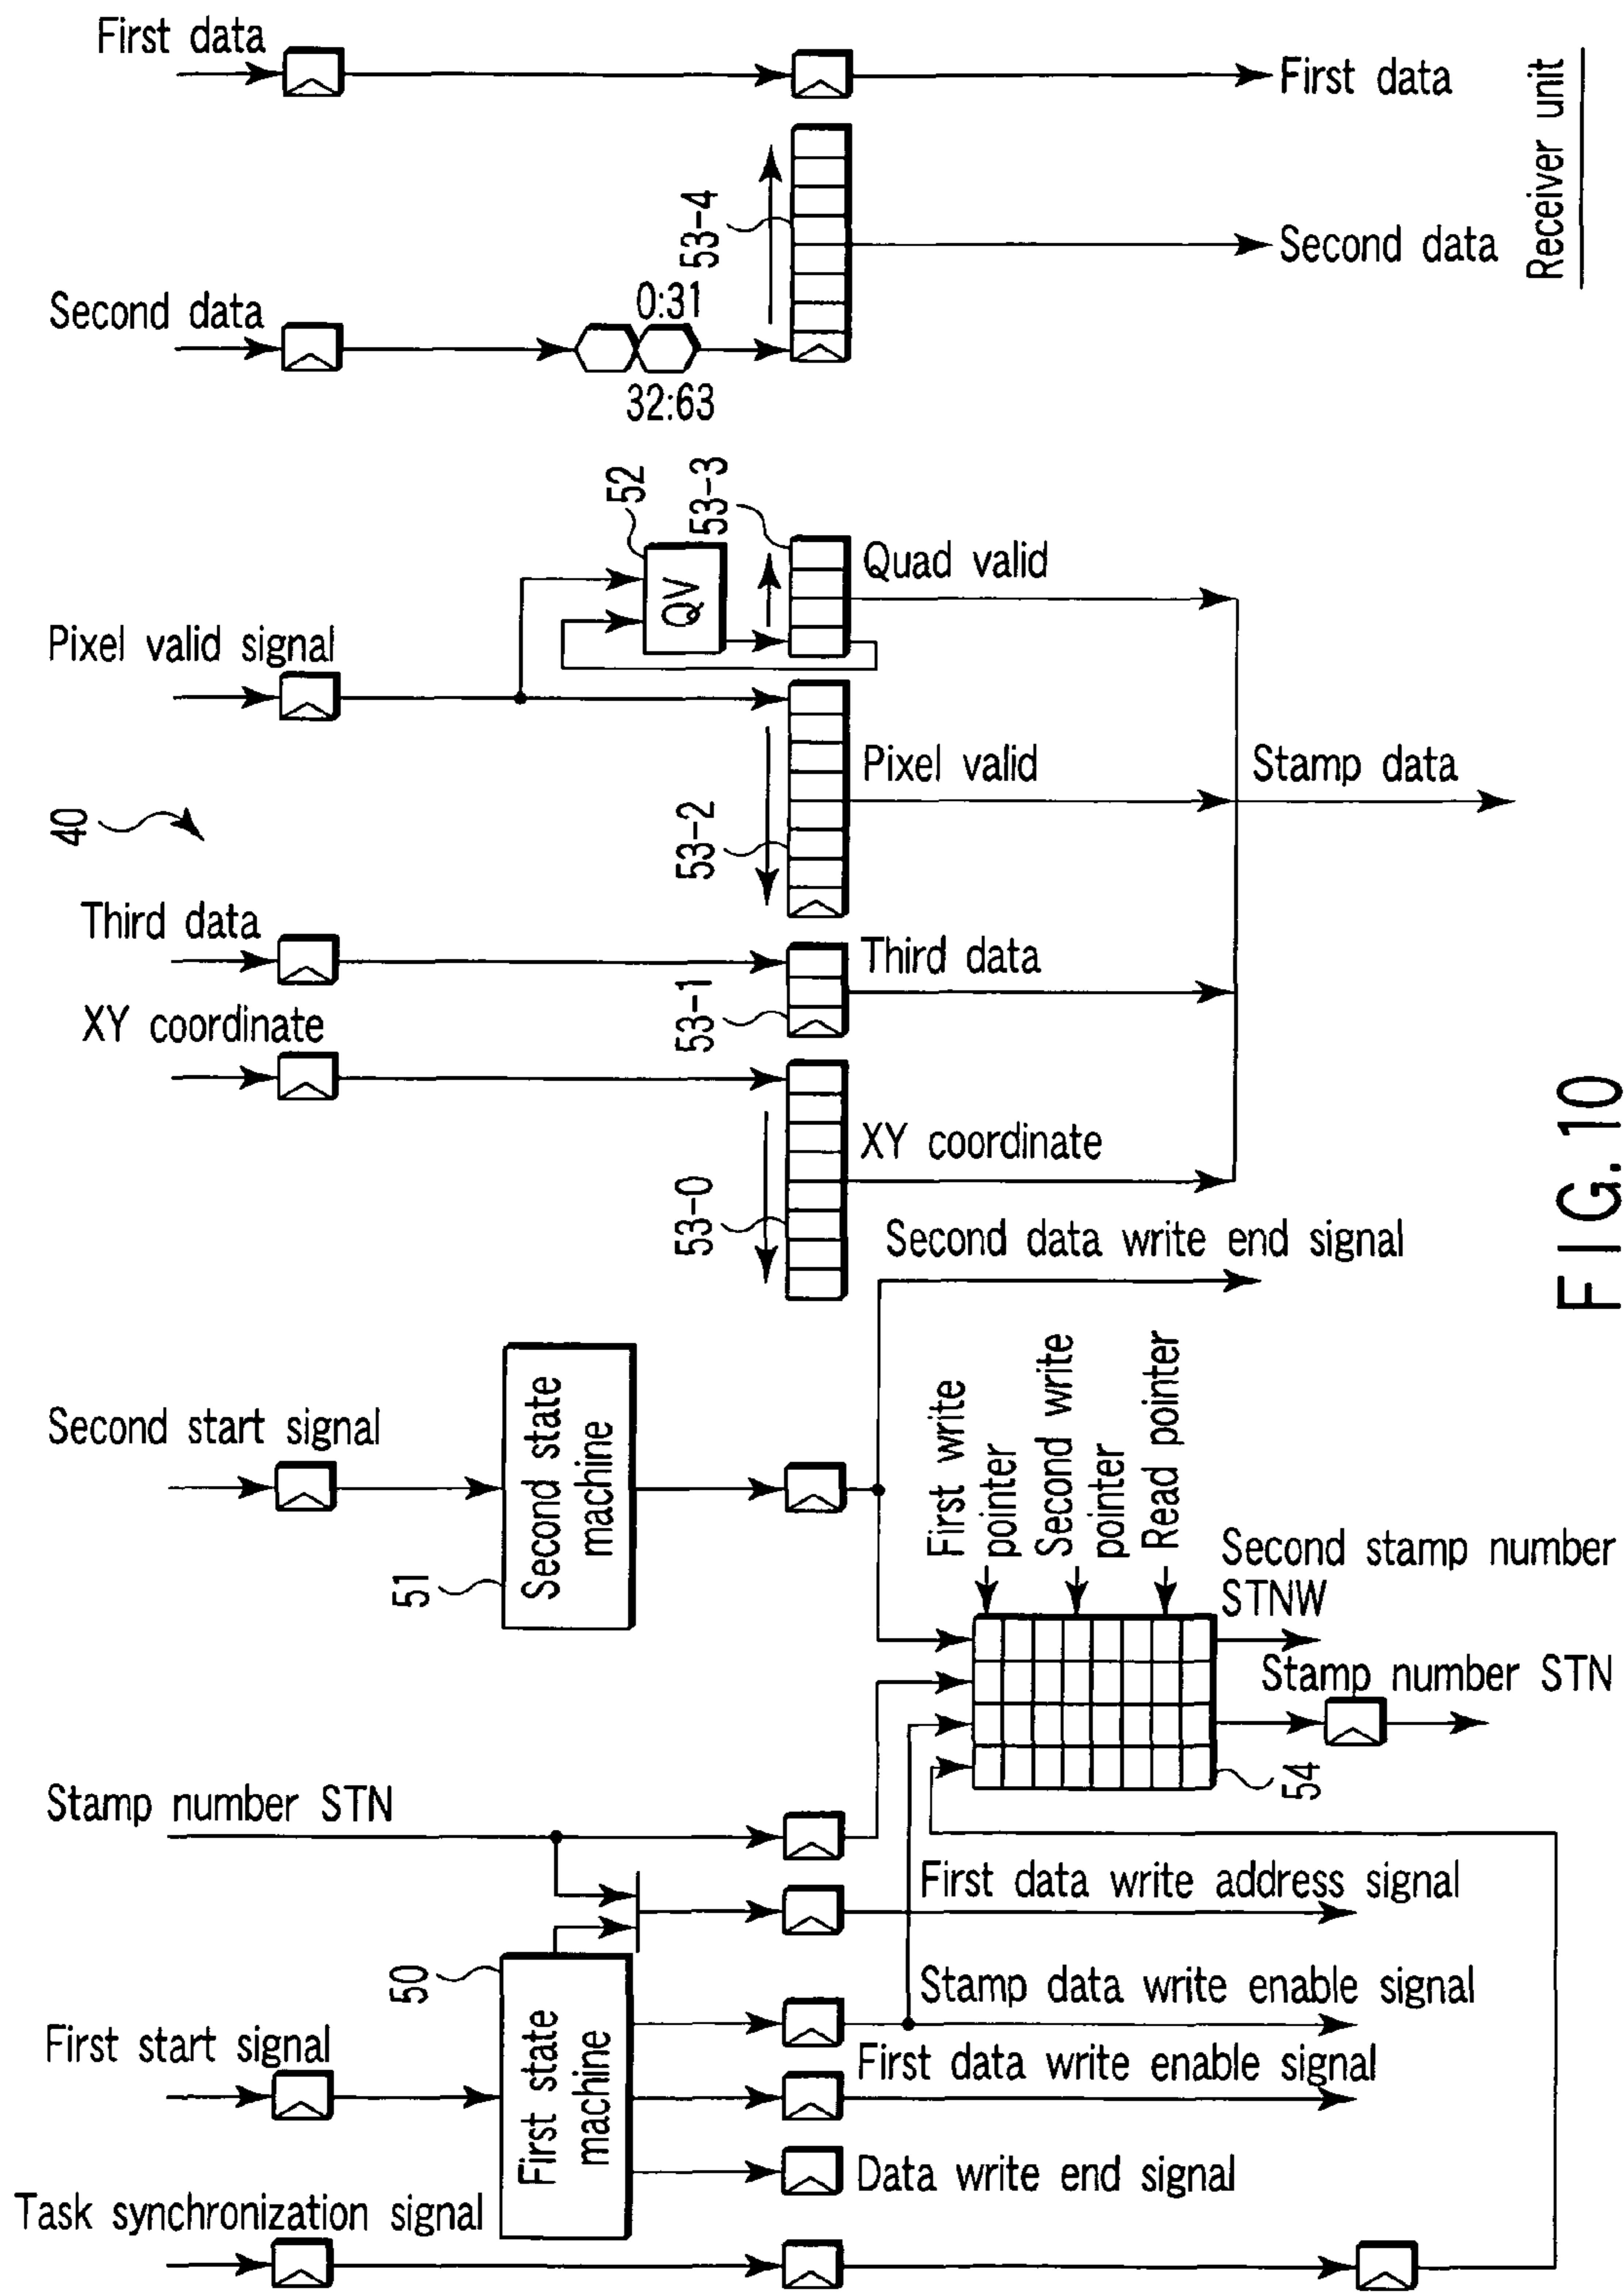 First data
Second data
Pixel valid signal
40
Third data
XY coordinate
Second start signal
Stamp number STN
First start signal
Task synchronization signal
0:31
32:63
52
QV
53-4
53-3
53-2
53-1
53-0
51
Second state
machine
50
First state
machine
First data
Second data
Quad valid
Pixel valid
Third data
XY coordinate
Stamp data
Second data write end signal
First write
pointer
Second write
pointer
Read pointer
Second stamp number
STNW
Stamp number STN
54
First data write address signal
Stamp data write enable signal
First data write enable signal
Data write end signal
Receiver unit
FIG. 10